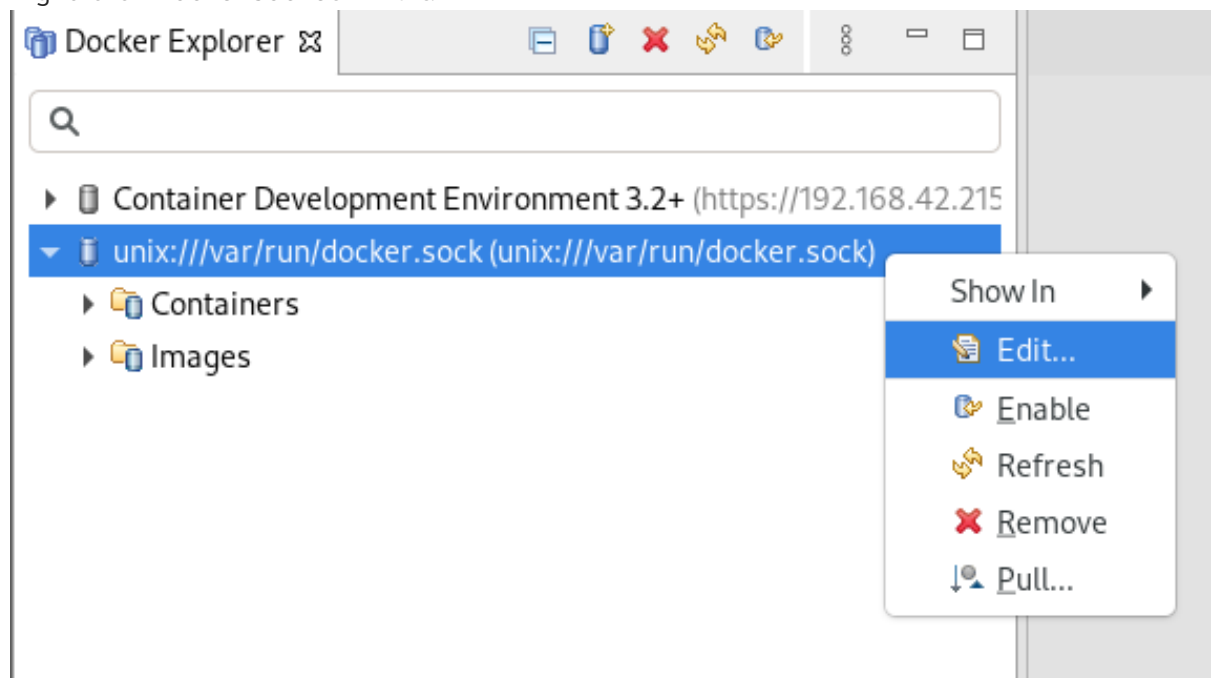 Docker Explorer
Container Development Environment 3.2+ (https://192.168.42.215
unix:///var/run/docker.sock (unix:///var/run/docker.sock)
Containers
Images
Show In
Edit...
Enable
Refresh
Remove
Pull...